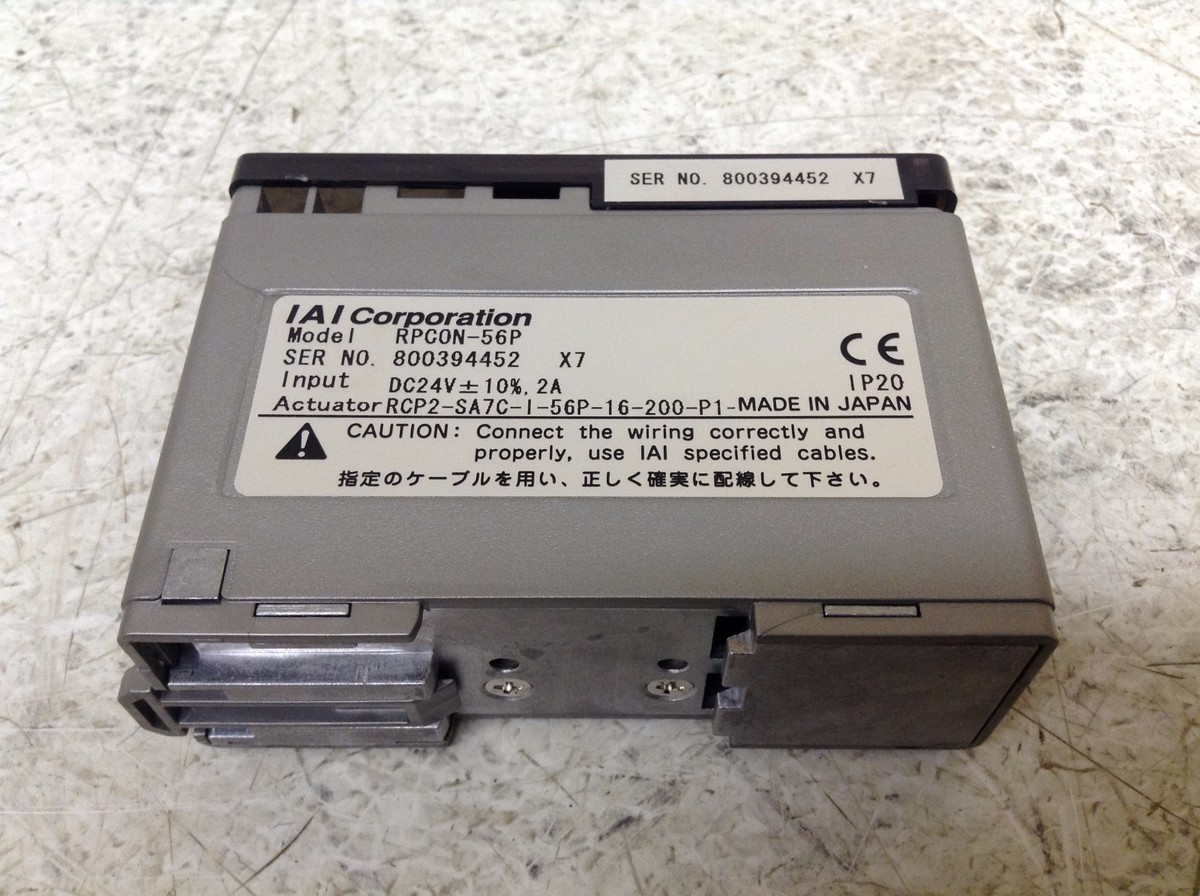 SER NO. 800394452 X7
IAI Corporation
Model RPCON-56P
SER NO. 800394452 X7
Input DC24V±10%, 2A
CE
IP20
Actuator RCP2-SA7C-I-56P-16-200-P1-MADE IN JAPAN
CAUTION: Connect the wiring correctly and
properly, use IAI specified cables.
指定のケーブルを用い、正しく確実に配線して下さい。